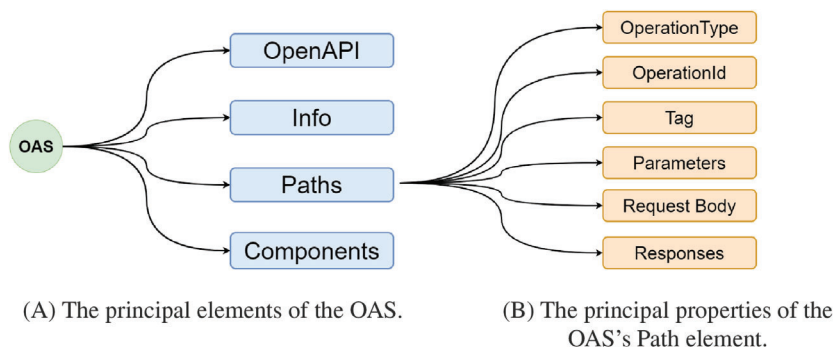 OAS
OpenAPI
Info
Paths
Components
OperationType
OperationId
Tag
Parameters
Request Body
Responses
(A) The principal elements of the OAS.
(B) The principal properties of the
OAS's Path element.